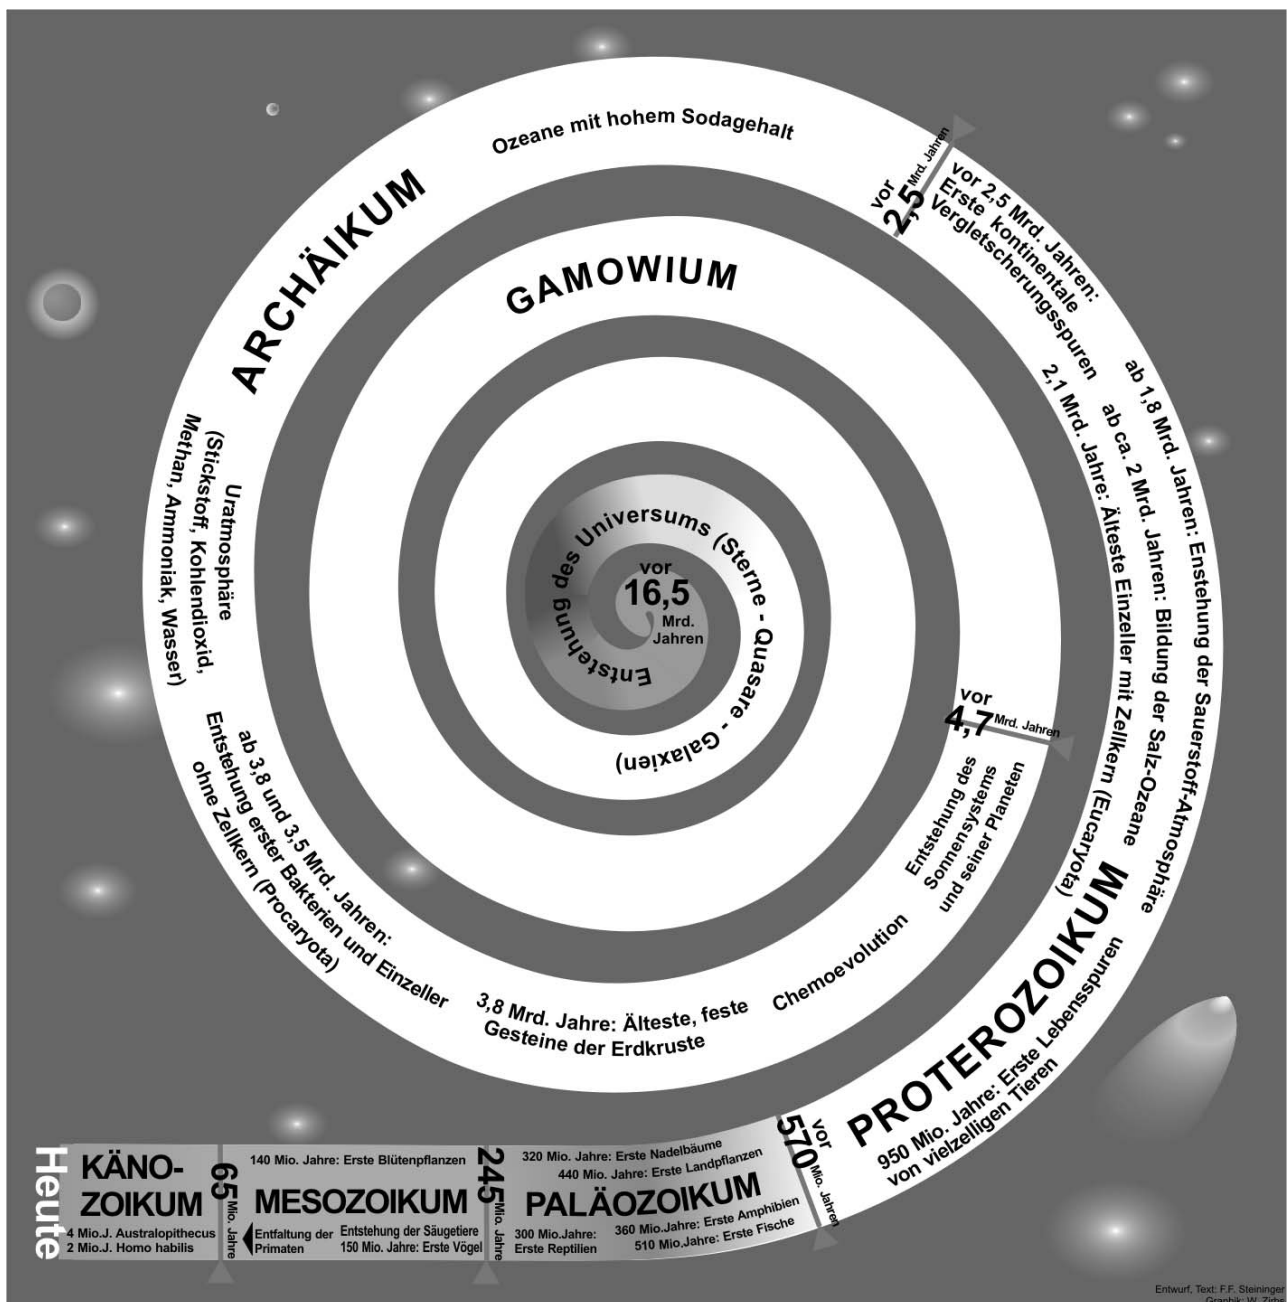 vor
16,5
Mrd.
Jahren
Entstehung des Universums (Sterne - Quasare - Galaxien)
GAMOWIUM
vor
4,7
Mrd. Jahren
Entstehung des
Sonnensystems
und seiner Planeten
Chemoevolution
3,8 Mrd. Jahre: Älteste, feste
Gesteine der Erdkruste
ab 3,8 und 3,5 Mrd. Jahren:
Entstehung erster Bakterien und Einzeller
ohne Zellkern (Procaryota)
Uratmosphäre
(Stickstoff, Kohlendioxid,
Methan, Ammoniak, Wasser)
ARCHÄIKUM
Ozeane mit hohem Sodagehalt
vor
2,5
Mrd. Jahren
vor 2,5 Mrd. Jahren:
Erste kontinentale
Vergletscherungsspuren
2,1 Mrd. Jahre: Älteste Einzeller mit Zellkern (Eucaryota)
ab ca. 2 Mrd. Jahren: Bildung der Salz-Ozeane
ab 1,8 Mrd. Jahren: Enstehung der Sauerstoff-Atmosphäre
PROTEROZOIKUM
950 Mio. Jahre: Erste Lebensspuren
von vielzelligen Tieren
vor
570
Mio. Jahren
320 Mio. Jahre: Erste Nadelbäume
440 Mio. Jahre: Erste Landpflanzen
PALÄOZOIKUM
300 Mio.Jahre:
Erste Reptilien
360 Mio.Jahre: Erste Amphibien
510 Mio.Jahre: Erste Fische
245
Mio. Jahre
140 Mio. Jahre: Erste Blütenpflanzen
MESOZOIKUM
Entfaltung der
Primaten
Entstehung der Säugetiere
150 Mio. Jahre: Erste Vögel
65
Mio. Jahre
KÄNO-
ZOIKUM
4 Mio.J. Australopithecus
2 Mio.J. Homo habilis
Heute
Entwurf, Text: F.F. Steininger
Graphik: W. Zirbs